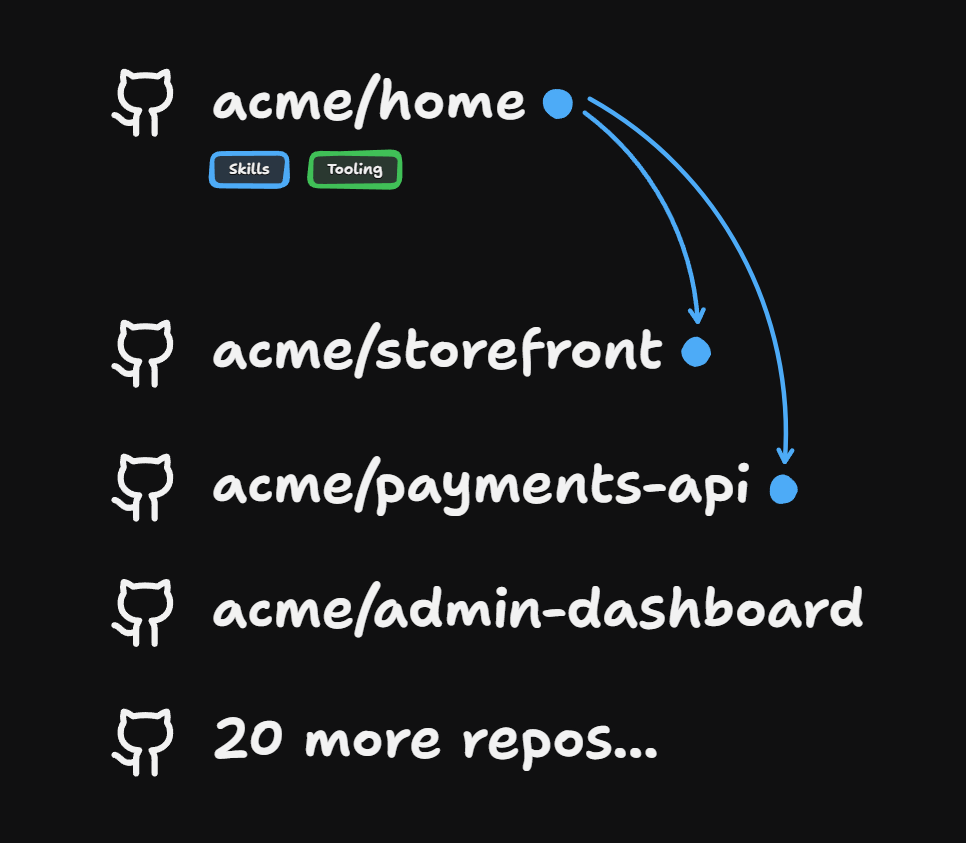 acme/home
Skills Tooling
acme/storefront
acme/payments-api
acme/admin-dashboard
20 more repos...